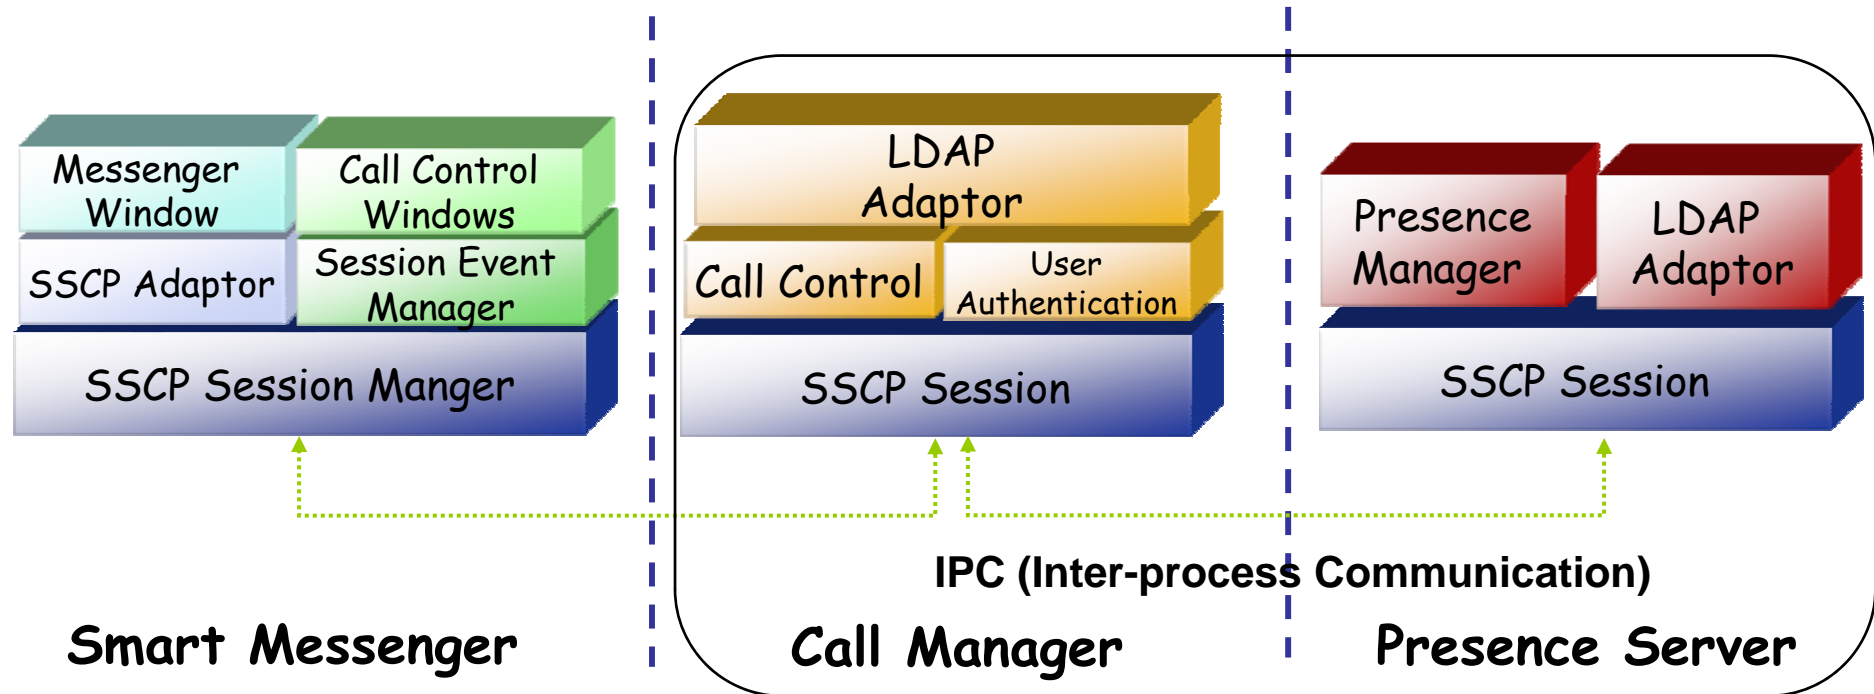 Messenger
Window
Call Control
Windows
SSCP Adaptor
Session Event
Manager
SSCP Session Manger
Smart Messenger
LDAP
Adaptor
Call Control
User
Authentication
SSCP Session
Call Manager
Presence
Manager
LDAP
Adaptor
SSCP Session
IPC (Inter-process Communication)
Presence Server